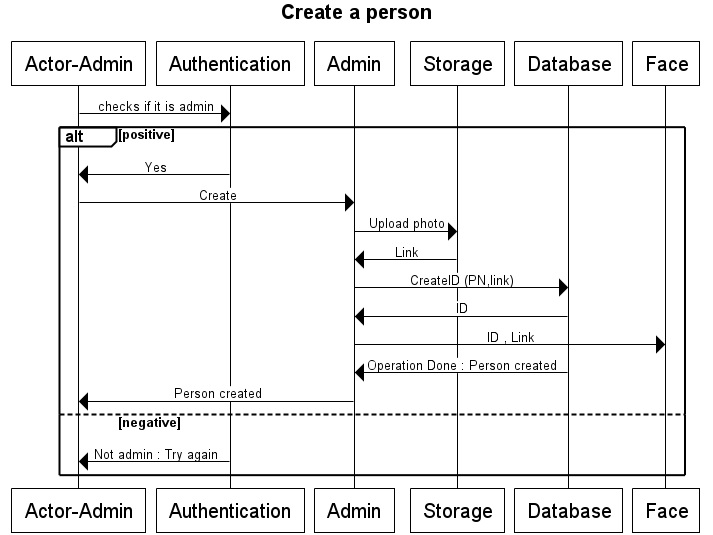 Create a person
Actor-Admin Authentication Admin Storage Database Face
checks if it is admin
alt [positive]
Yes
Create
Upload photo
Link
CreateID (PN,link)
ID
ID , Link
Operation Done : Person created
Person created
[negative]
Not admin : Try again
Actor-Admin Authentication Admin Storage Database Face